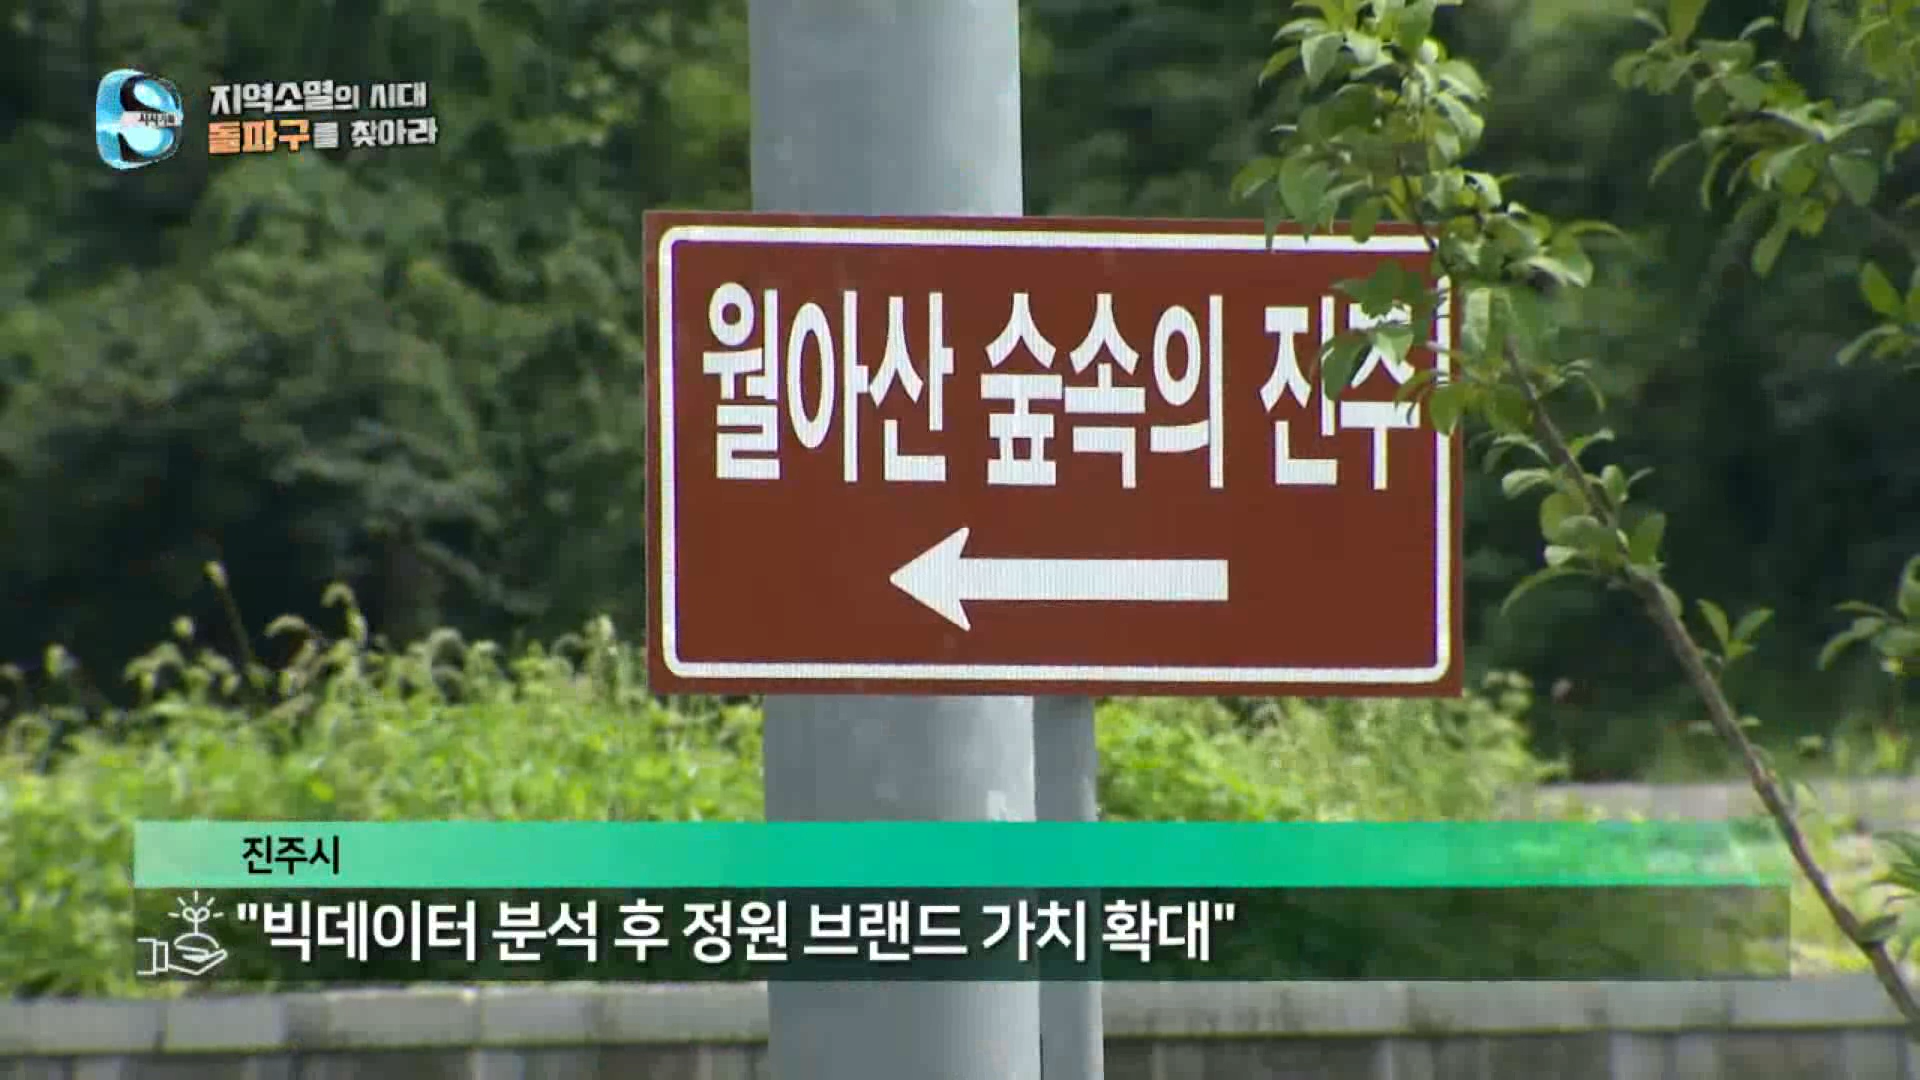 지역소멸의 시대
돌파구를 찾아라
월아산 숲속의 진주
진주시
"빅데이터 분석 후 정원 브랜드 가치 확대"